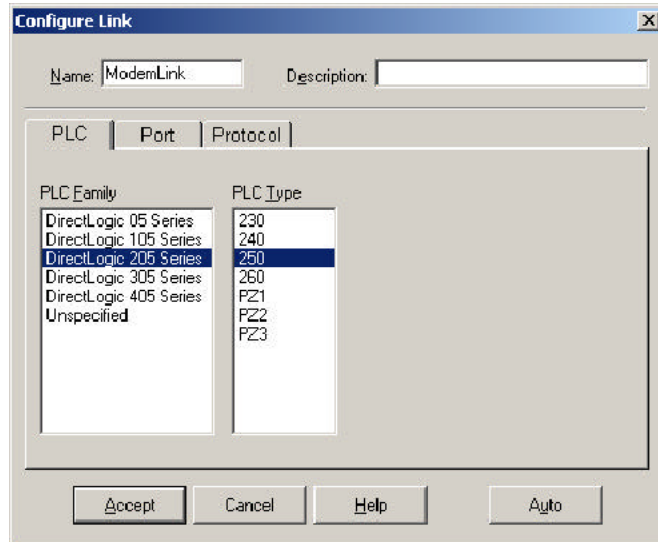 Configure Link
Name: ModemLink Description:
PLC Port Protocol
PLC Family
DirectLogic 05 Series
DirectLogic 105 Series
DirectLogic 205 Series
DirectLogic 305 Series
DirectLogic 405 Series
Unspecified
PLC Type
230
240
250
260
PZ1
PZ2
PZ3
Accept Cancel Help Auto